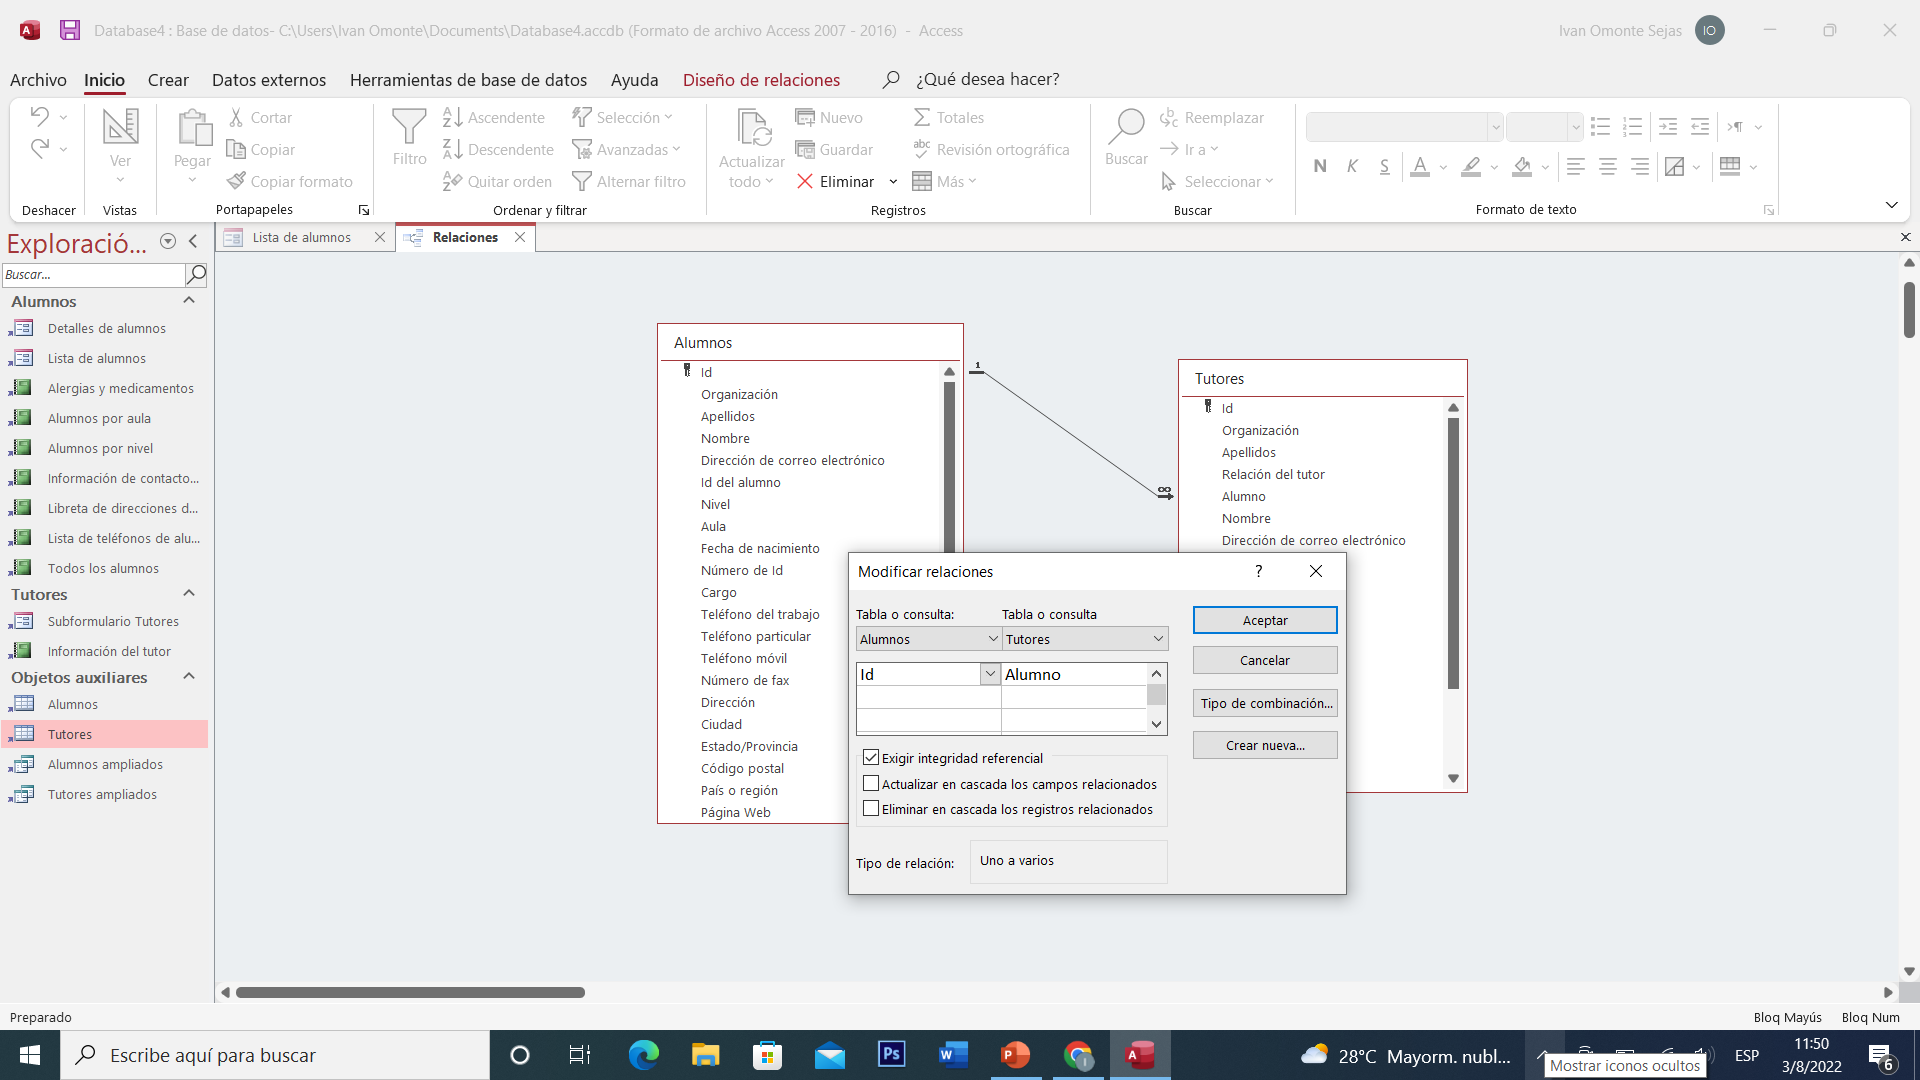 Database4 : Base de datos- C:\Users\Ivan Omonte\Documents\Database4.accdb (Formato de archivo Access 2007 - 2016) - Access
Ivan Omonte Sejas
IO
Archivo
Inicio
Crear
Datos externos
Herramientas de base de datos
Ayuda
Diseño de relaciones
¿Qué desea hacer?
Deshacer
Ver
Vistas
Pegar
Cortar
Copiar
Copiar formato
Portapapeles
Filtro
Ascendente
Descendente
Quitar orden
Selección
Avanzadas
Alternar filtro
Ordenar y filtrar
Actualizar
todo
Nuevo
Guardar
Eliminar
Totales
Revisión ortográfica
Más
Registros
Buscar
Reemplazar
Ir a
Seleccionar
Buscar
N K S
Formato de texto
Exploració...
Buscar...
Alumnos
Detalles de alumnos
Lista de alumnos
Alergias y medicamentos
Alumnos por aula
Alumnos por nivel
Información de contacto...
Libreta de direcciones d...
Lista de teléfonos de alu...
Todos los alumnos
Tutores
Subformulario Tutores
Información del tutor
Objetos auxiliares
Alumnos
Tutores
Alumnos ampliados
Tutores ampliados
Lista de alumnos
Relaciones
Alumnos
Id
Organización
Apellidos
Nombre
Dirección de correo electrónico
Id del alumno
Nivel
Aula
Fecha de nacimiento
Número de Id
Cargo
Teléfono del trabajo
Teléfono particular
Teléfono móvil
Número de fax
Dirección
Ciudad
Estado/Provincia
Código postal
País o región
Página Web
1
∞
Tutores
Id
Organización
Apellidos
Relación del tutor
Alumno
Nombre
Dirección de correo electrónico
Modificar relaciones
?
Tabla o consulta:
Tabla o consulta
Alumnos
Tutores
Id
Alumno
Exigir integridad referencial
Actualizar en cascada los campos relacionados
Eliminar en cascada los registros relacionados
Tipo de relación:
Uno a varios
Aceptar
Cancelar
Tipo de combinación...
Crear nueva...
Preparado
Bloq Mayús
Bloq Num
Escribe aquí para buscar
Ps
28°C Mayorm. nubl...
Mostrar iconos ocultos
ESP
11:50
3/8/2022
6